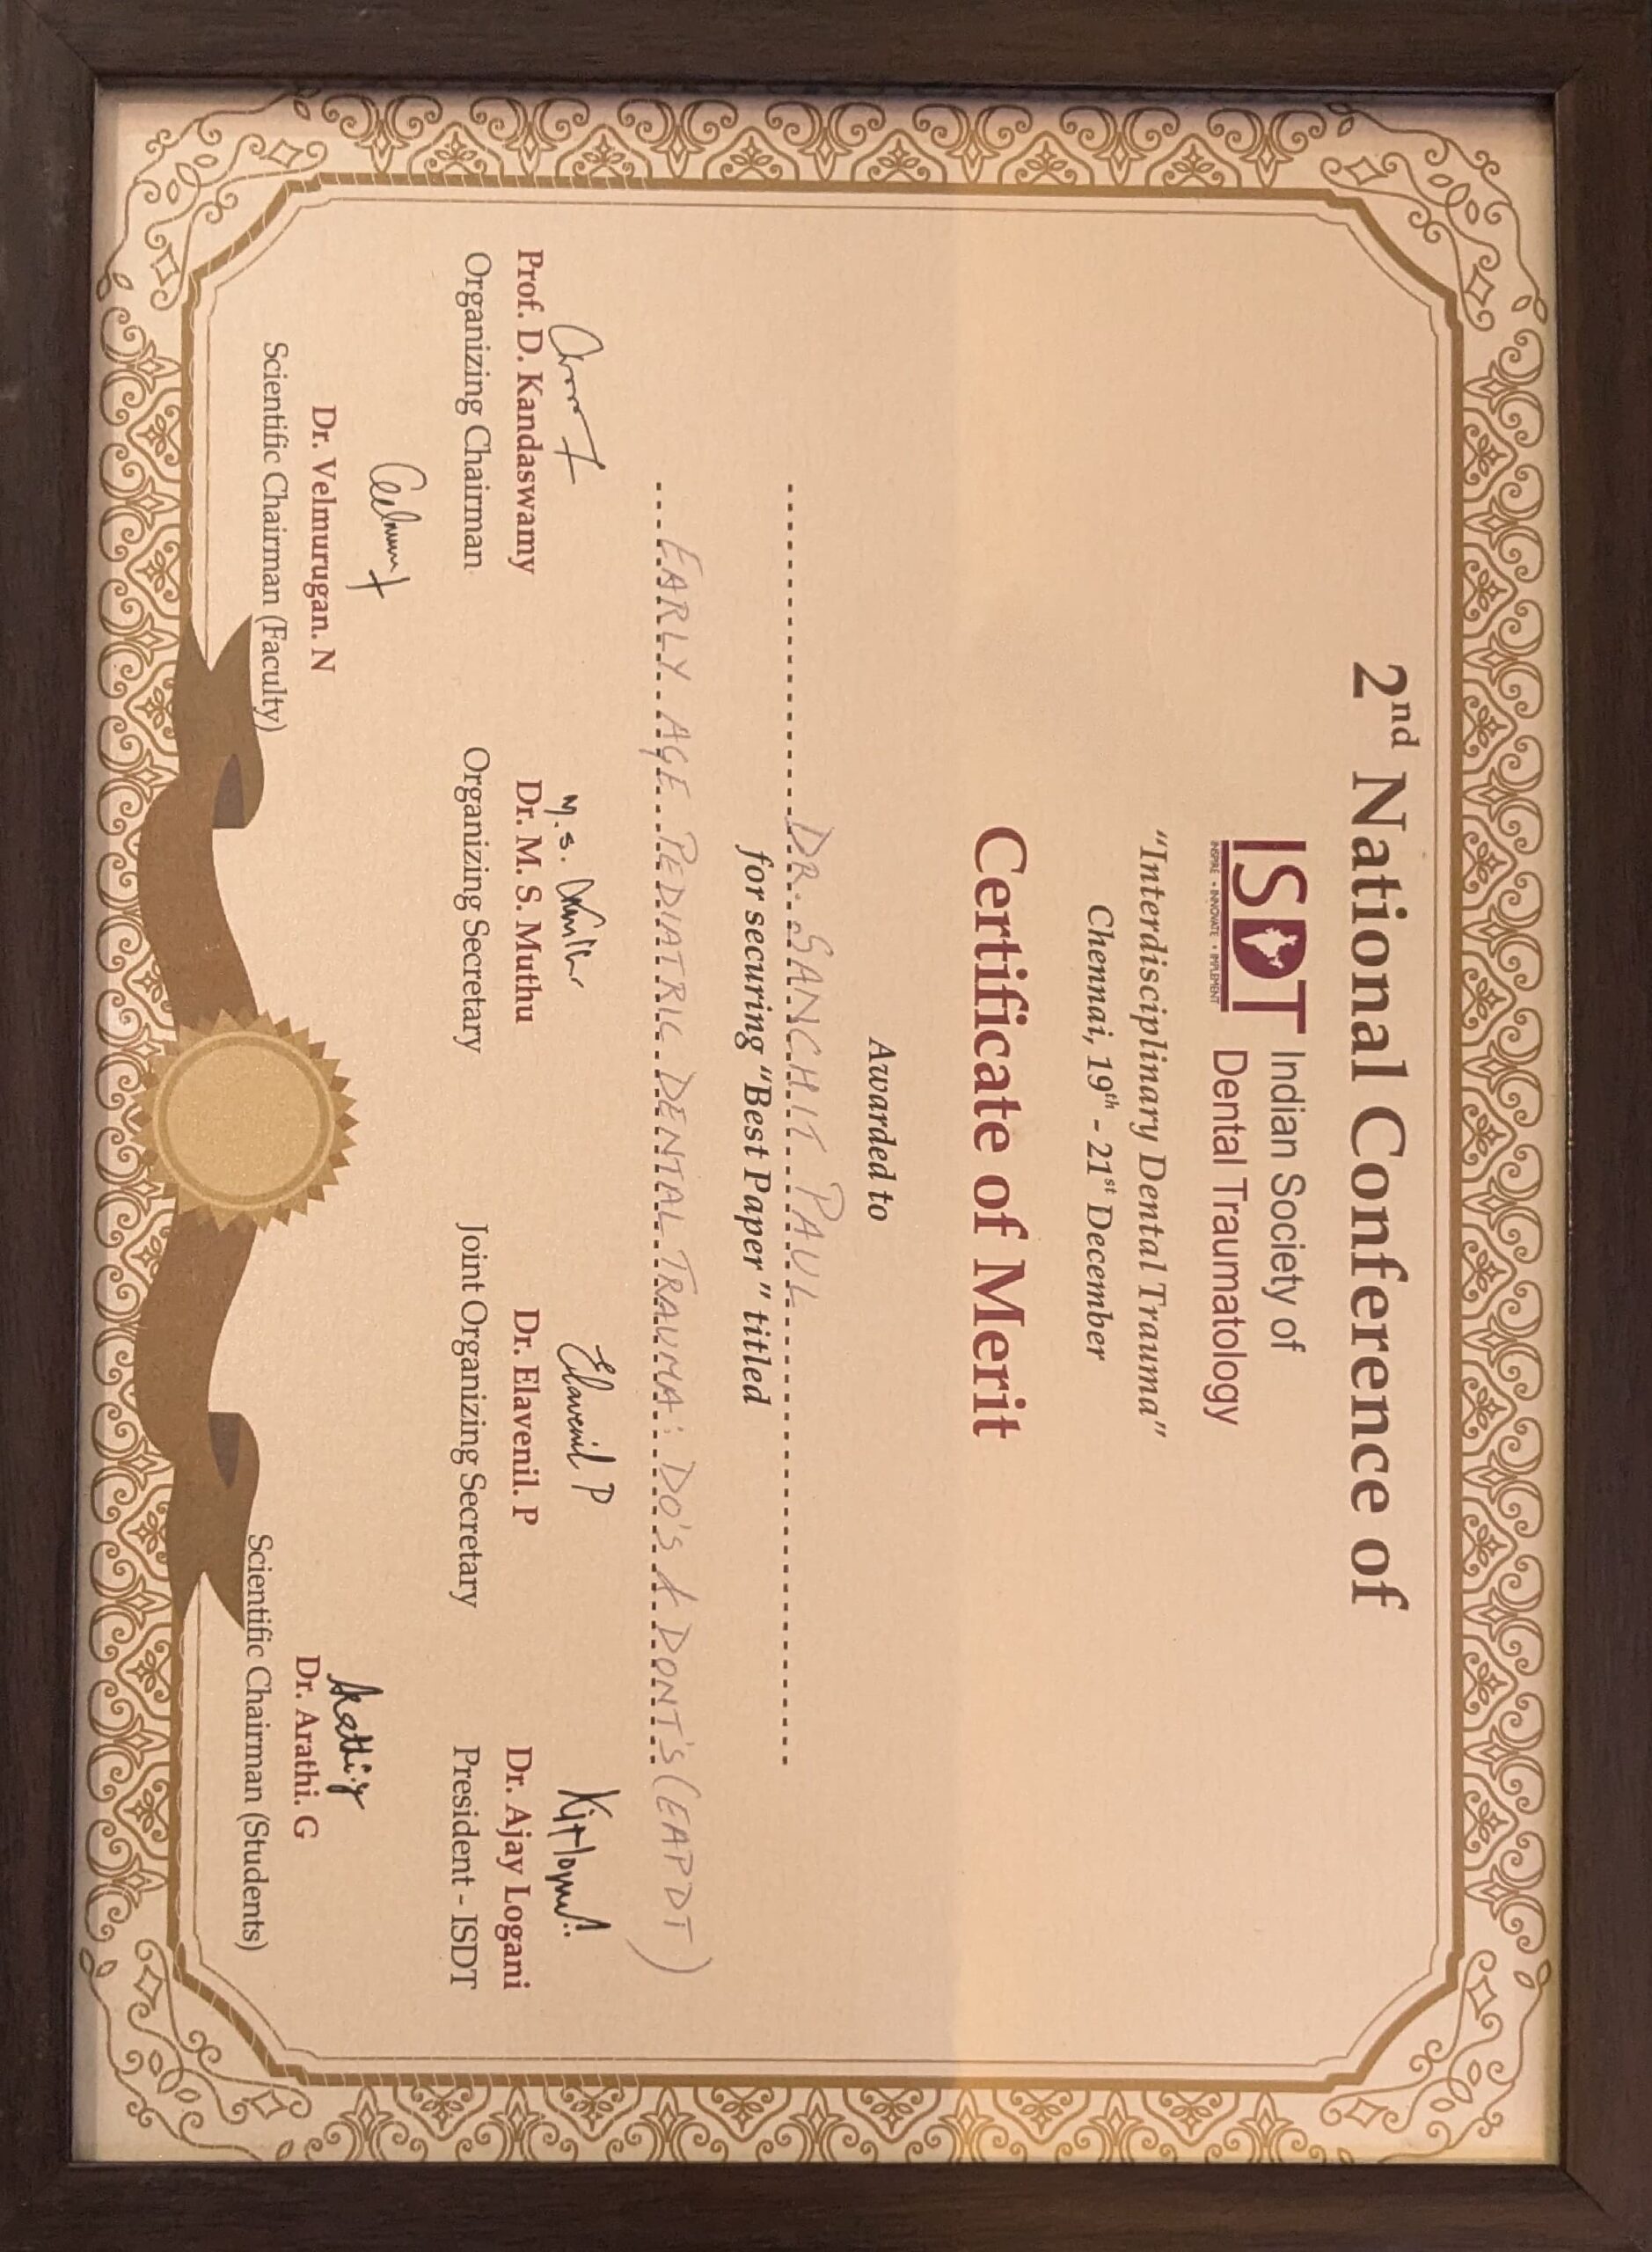 2nd National Conference of
ISDT Indian Society of
INSPIRE • INNOVATE • IMPLEMENT Dental Traumatology
"Interdisciplinary Dental Trauma"
Chennai, 19th - 21st December
Certificate of Merit
Awarded to
DR. SANCHIT PAUL
for securing "Best Paper" titled
EARLY AGE PEDIATRIC DENTAL TRAUMA: DO'S & DONT'S (EAPDT)
M.S. Elavenil P
Prof. D. Kandaswamy Dr. M. S. Muthu Dr. Elavenil. P Dr. Ajay Logani
Organizing Chairman Organizing Secretary Joint Organizing Secretary President - ISDT
Arathi.g
Dr. Velmurugan. N Dr. Arathi. G
Scientific Chairman (Faculty) Scientific Chairman (Students)